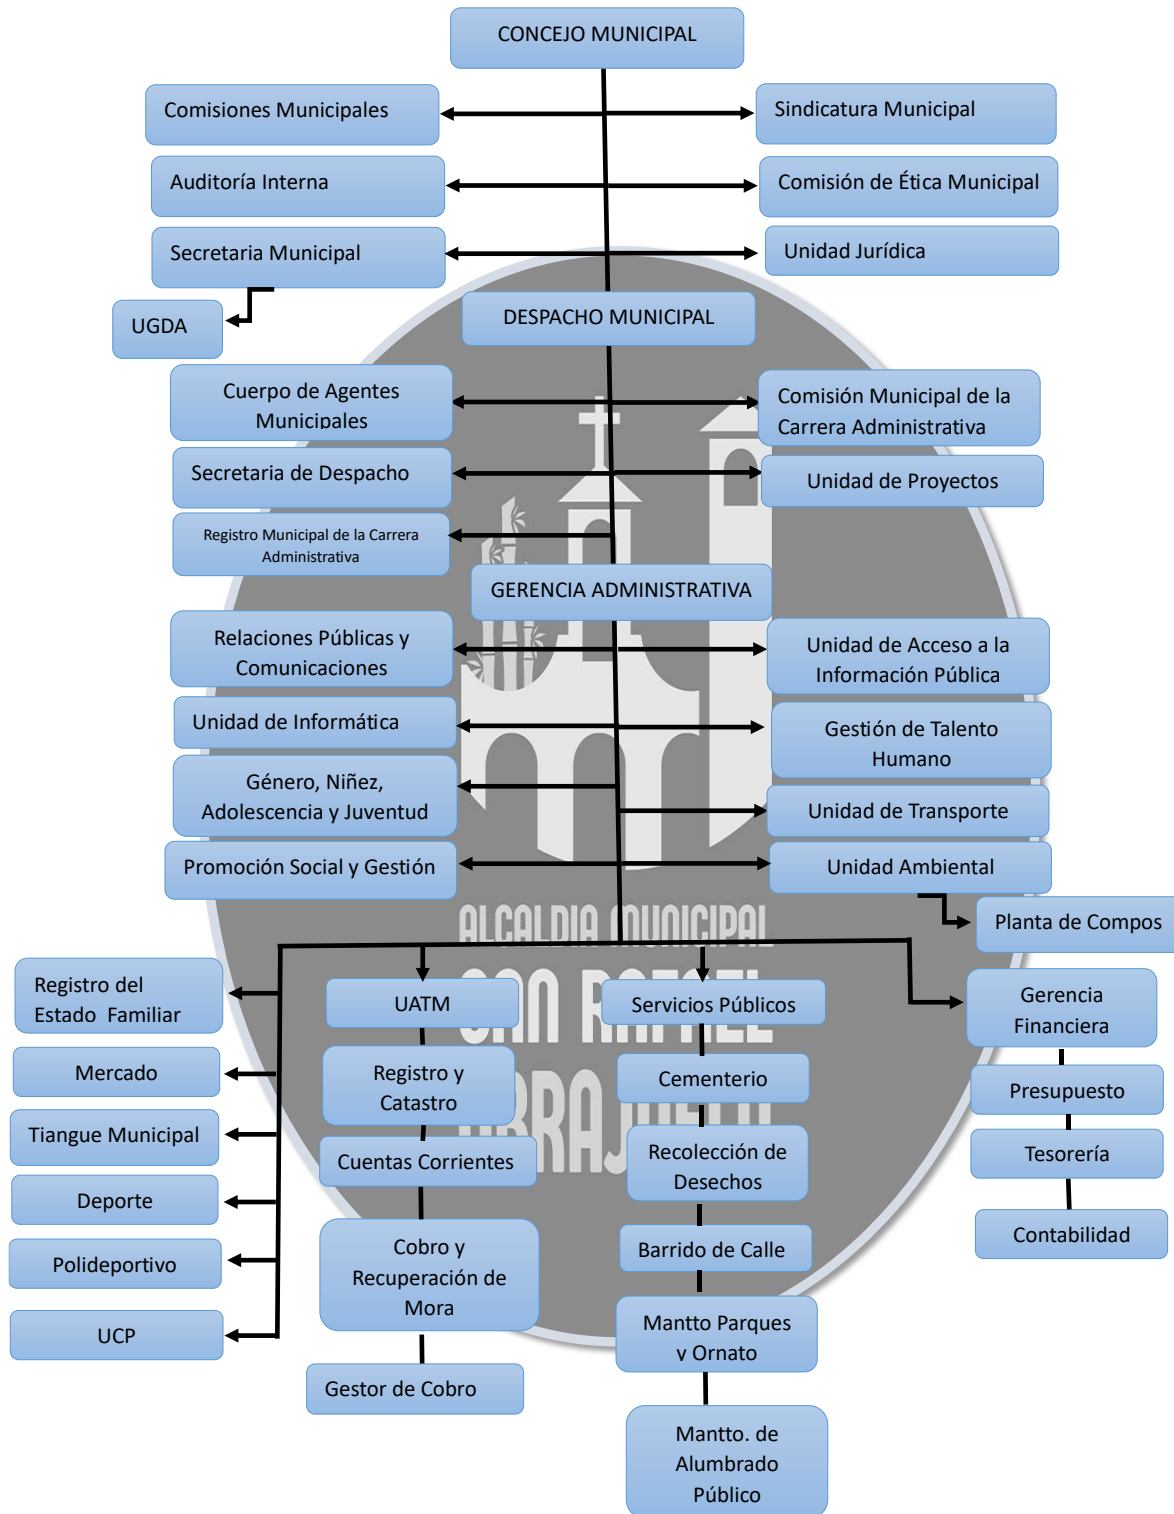 CONCEJO MUNICIPAL
Comisiones Municipales
Sindicatura Municipal
Auditoría Interna
Comisión de Ética Municipal
Secretaria Municipal
Unidad Jurídica
UGDA
DESPACHO MUNICIPAL
Cuerpo de Agentes
Municipales
Comisión Municipal de la
Carrera Administrativa
Secretaria de Despacho
Unidad de Proyectos
Registro Municipal de la Carrera
Administrativa
GERENCIA ADMINISTRATIVA
Relaciones Públicas y
Comunicaciones
Unidad de Acceso a la
Información Pública
Unidad de Informática
Gestión de Talento
Humano
Género, Niñez,
Adolescencia y Juventud
Unidad de Transporte
Promoción Social y Gestión
Unidad Ambiental
Planta de Compos
ALCALDIA MUNICIPAL
SAN RAFAEL
Registro del
Estado Familiar
Mercado
Tiangue Municipal
Deporte
Polideportivo
UCP
UATM
Registro y
Catastro
Cuentas Corrientes
Cobro y
Recuperación de
Mora
Gestor de Cobro
Servicios Públicos
Cementerio
Recolección de
Desechos
Barrido de Calle
Mantto Parques
y Ornato
Mantto. de
Alumbrado
Público
Gerencia
Financiera
Presupuesto
Tesorería
Contabilidad